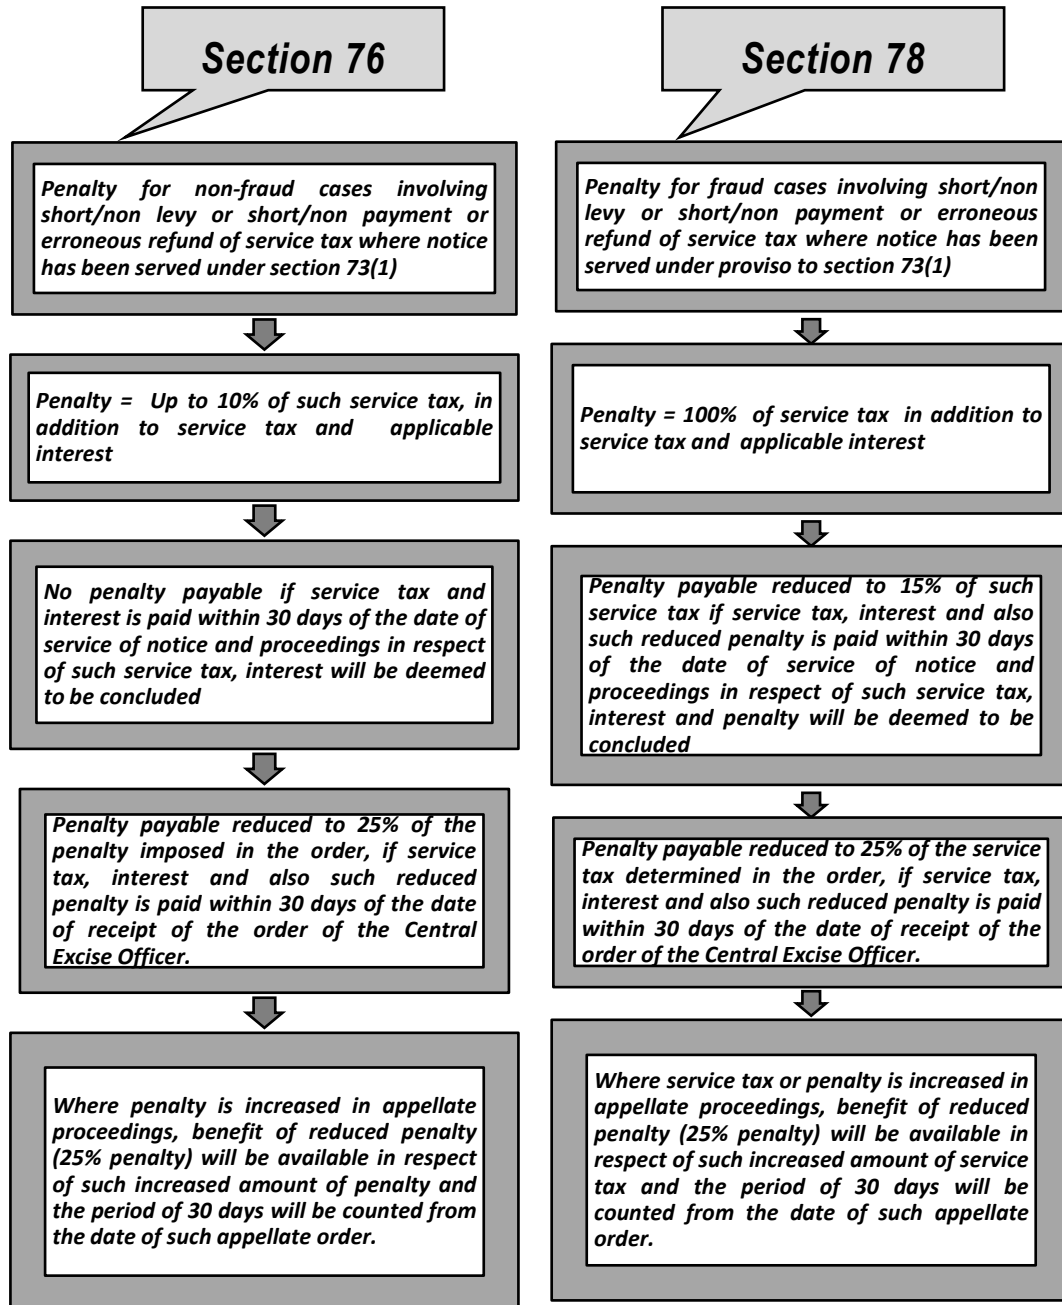 Section 76
Penalty for non-fraud cases involving
short/non levy or short/non payment or
erroneous refund of service tax where notice
has been served under section 73(1)
Penalty = Up to 10% of such service tax, in
addition to service tax and applicable
interest
No penalty payable if service tax and
interest is paid within 30 days of the date of
service of notice and proceedings in respect
of such service tax, interest will be deemed
to be concluded
Penalty payable reduced to 25% of the
penalty imposed in the order, if service
tax, interest and also such reduced
penalty is paid within 30 days of the date
of receipt of the order of the Central
Excise Officer.
Where penalty is increased in appellate
proceedings, benefit of reduced penalty
(25% penalty) will be available in respect
of such increased amount of penalty and
the period of 30 days will be counted from
the date of such appellate order.
Section 78
Penalty for fraud cases involving short/non
levy or short/non payment or erroneous
refund of service tax where notice has been
served under proviso to section 73(1)
Penalty = 100% of service tax in addition to
service tax and applicable interest
Penalty payable reduced to 15% of such
service tax if service tax, interest and also
such reduced penalty is paid within 30 days
of the date of service of notice and
proceedings in respect of such service tax,
interest and penalty will be deemed to be
concluded
Penalty payable reduced to 25% of the service
tax determined in the order, if service tax,
interest and also such reduced penalty is paid
within 30 days of the date of receipt of the
order of the Central Excise Officer.
Where service tax or penalty is increased in
appellate proceedings, benefit of reduced
penalty (25% penalty) will be available in
respect of such increased amount of service
tax and the period of 30 days will be
counted from the date of such appellate
order.